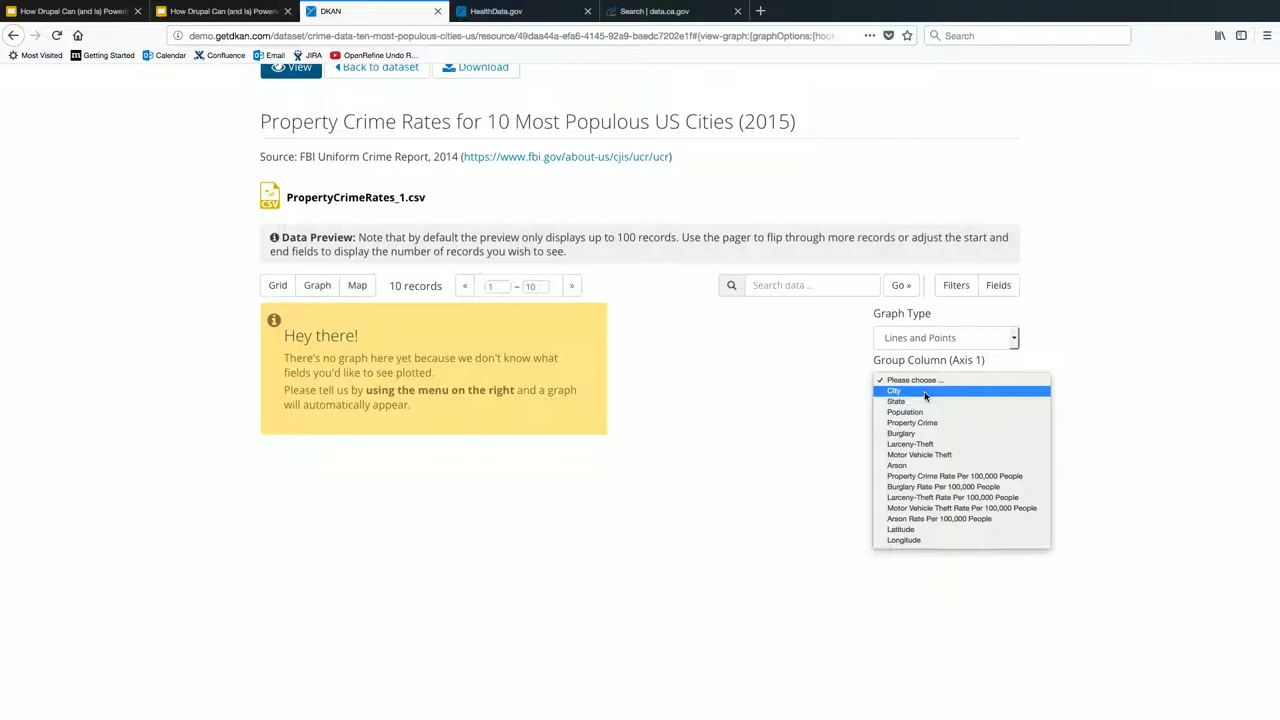 How Drupal Can (and Is) Power
How Drupal Can (and Is) Power
DKAN
HealthData.gov
Search | data.ca.gov
demo.getdkan.com/dataset/crime-data-ten-most-populous-cities-us/resource/49daa44a-efa6-4145-92a9-baedc7202e1f#{view-graph:{graphOptions:{hook
Search
Most Visited
Getting Started
Calendar
Confluence
Email
JIRA
OpenRefine Undo R...
View
Back to dataset
Download
Property Crime Rates for 10 Most Populous US Cities (2015)
Source: FBI Uniform Crime Report, 2014 (https://www.fbi.gov/about-us/cjis/ucr/ucr)
CSV
PropertyCrimeRates_1.csv
Data Preview: Note that by default the preview only displays up to 100 records. Use the pager to flip through more records or adjust the start and
end fields to display the number of records you wish to see.
Grid
Graph
Map
10 records
«
1
–
10
»
Search data ..
Go »
Filters
Fields
Hey there!
There's no graph here yet because we don't know what
fields you'd like to see plotted.
Please tell us by using the menu on the right and a graph
will automatically appear.
Graph Type
Lines and Points
Group Column (Axis 1)
✓ Please choose ...
City
State
Population
Property Crime
Burglary
Larceny-Theft
Motor Vehicle Theft
Arson
Property Crime Rate Per 100,000 People
Burglary Rate Per 100,000 People
Larceny-Theft Rate Per 100,000 People
Motor Vehicle Theft Rate Per 100,000 People
Arson Rate Per 100,000 People
Latitude
Longitude